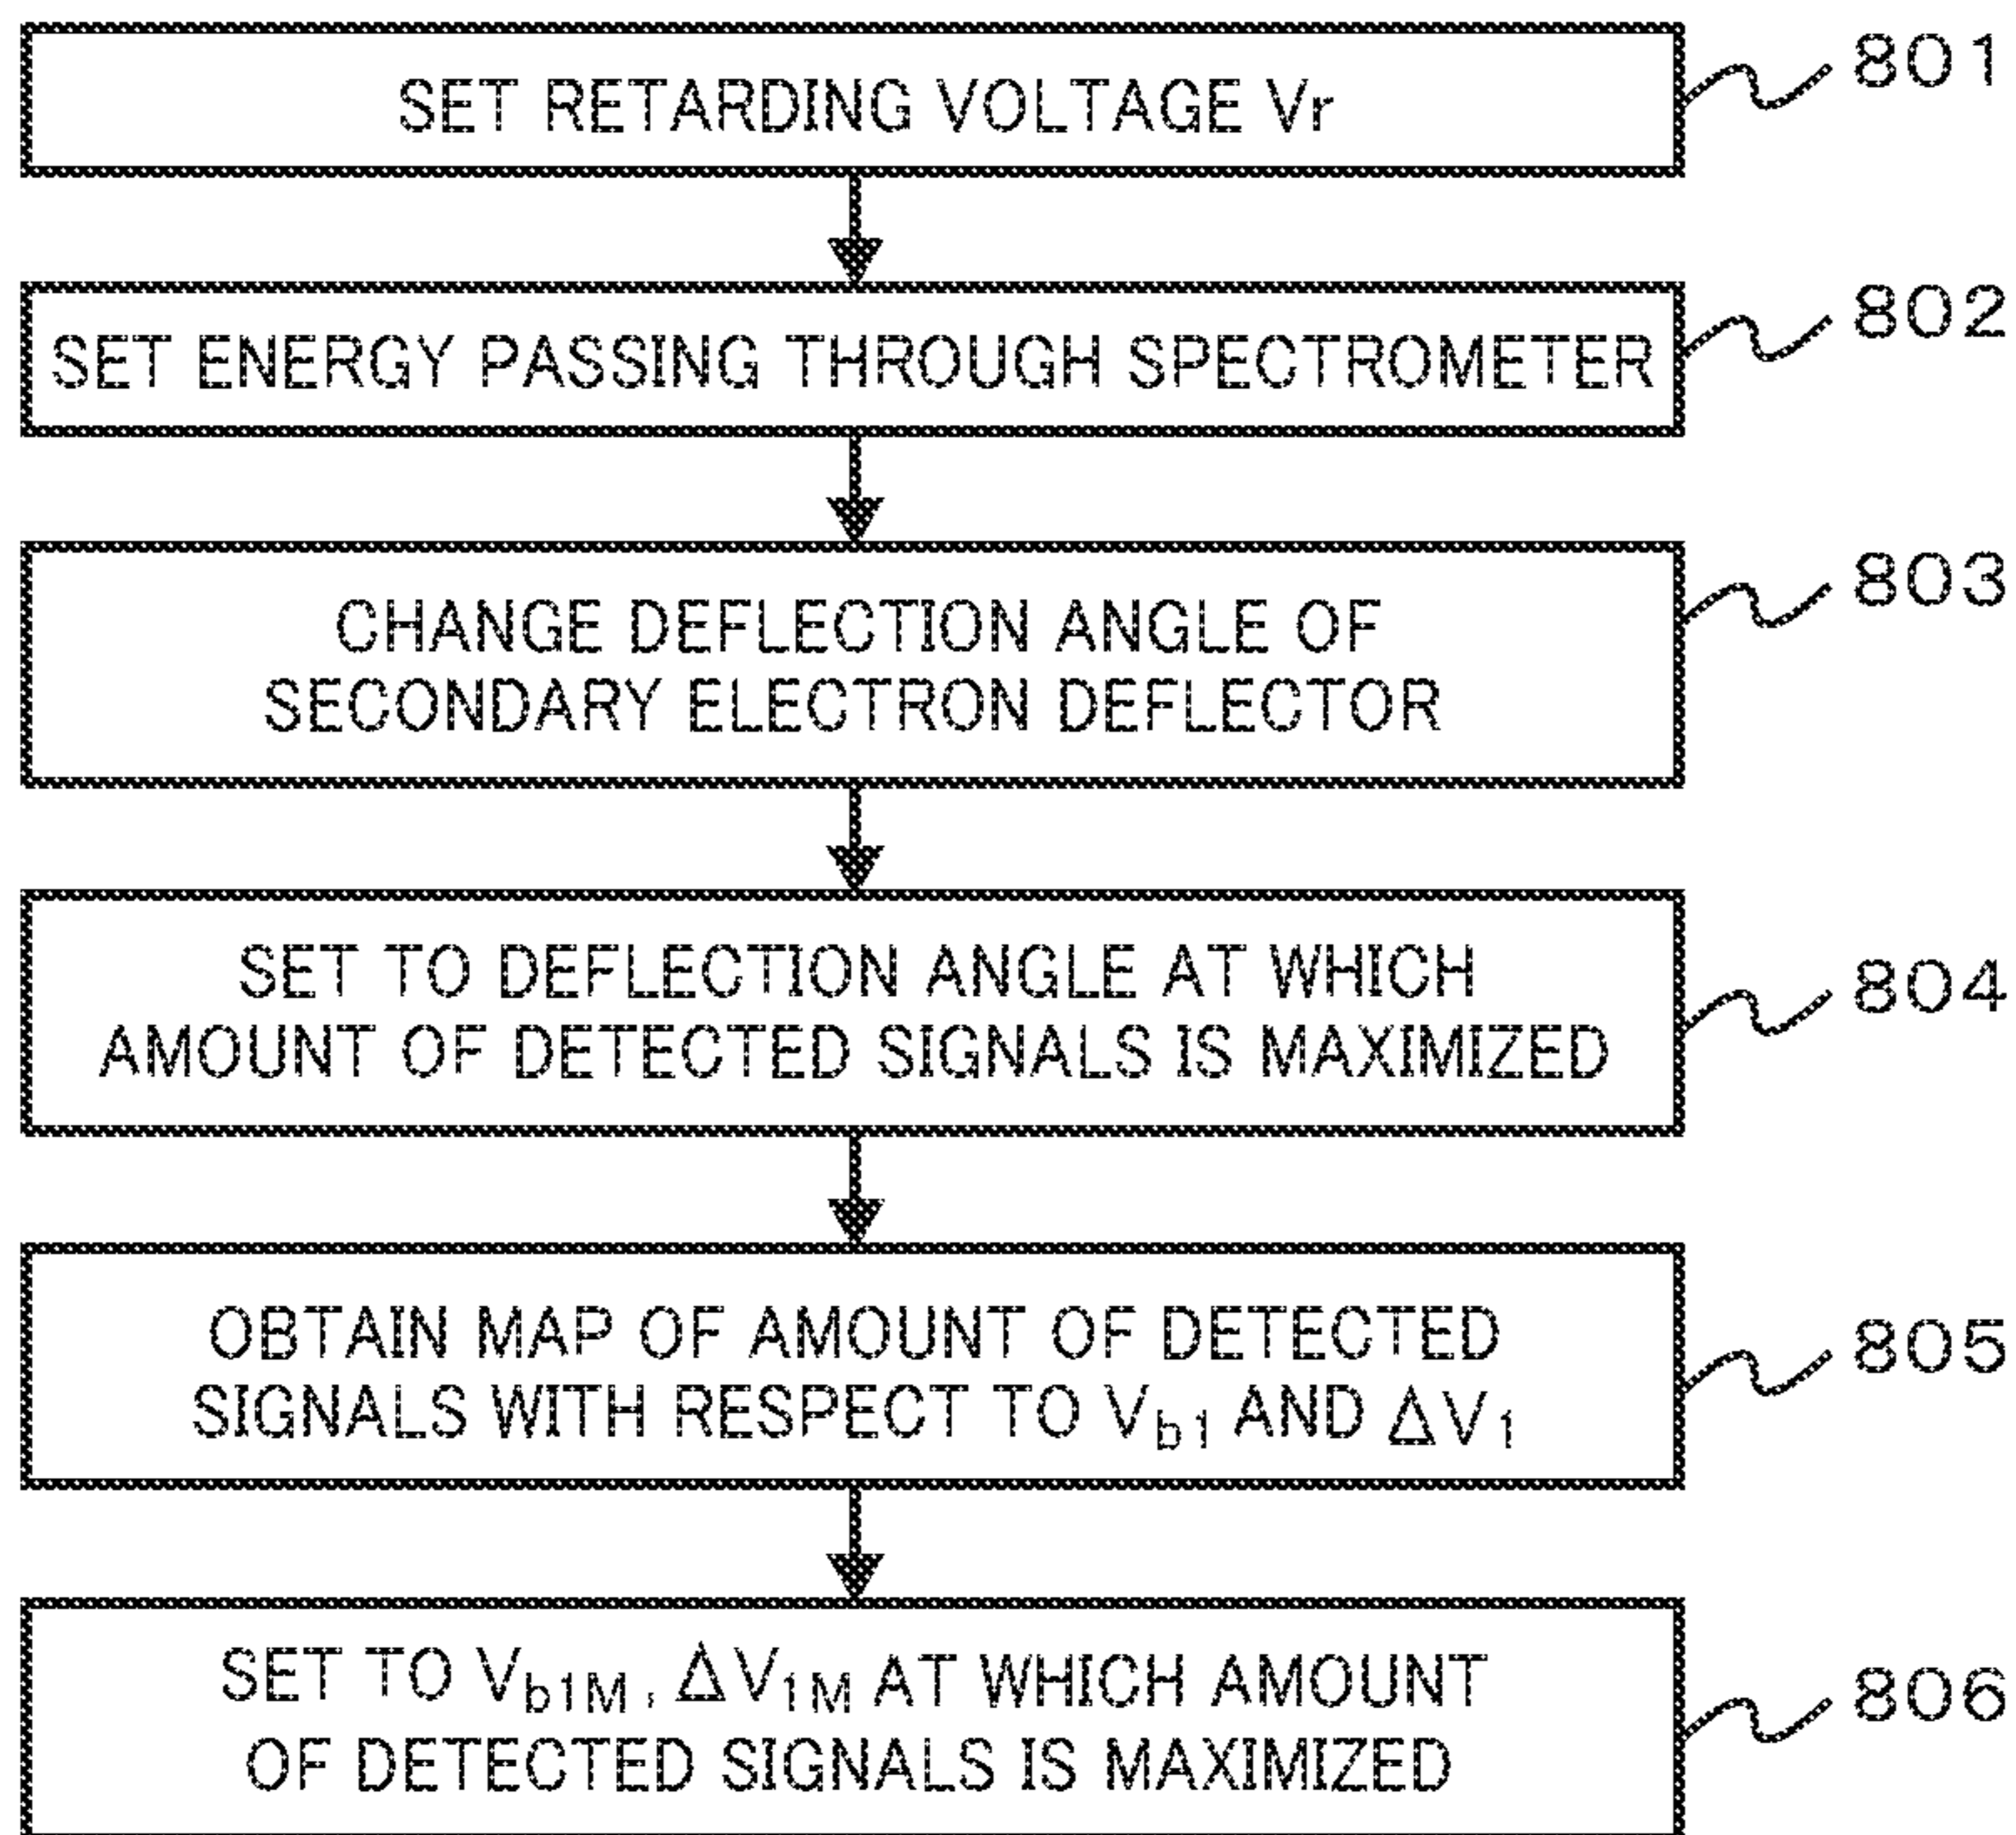 SET RETARDING VOLTAGE Vr
801
SET ENERGY PASSING THROUGH SPECTROMETER
802
CHANGE DEFLECTION ANGLE OF
SECONDARY ELECTRON DEFLECTOR
803
SET TO DEFLECTION ANGLE AT WHICH
AMOUNT OF DETECTED SIGNALS IS MAXIMIZED
804
OBTAIN MAP OF AMOUNT OF DETECTED
SIGNALS WITH RESPECT TO Vb1 AND ΔV1
805
SET TO Vb1M, ΔV1M AT WHICH AMOUNT
OF DETECTED SIGNALS IS MAXIMIZED
806